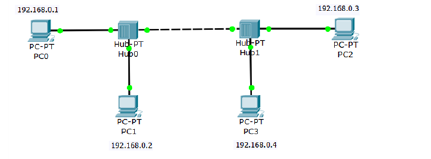 192.168.0.1
PC-PT
PC0
Hub-PT
Hub0
Hub-PT
Hub1
192.168.0.3
PC-PT
PC2
PC-PT
PC1
192.168.0.2
PC-PT
PC3
192.168.0.4